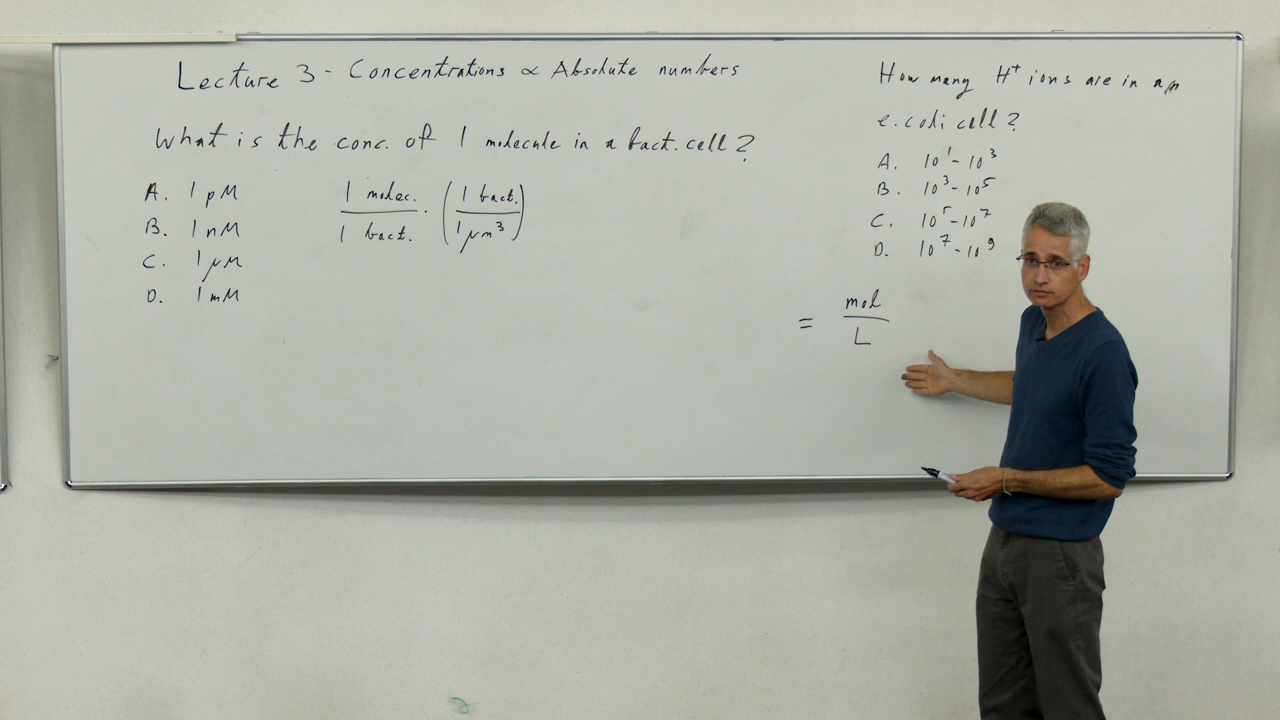 Lecture 3 - Concentrations ∝ Absolute numbers
What is the conc. of 1 molecule in a bact. cell?
A. 1 pM
B. 1 nM
C. 1 μM
D. 1 mM
1 molec. / 1 bact. · (1 bact. / 1 μm³)
= mol / L
How many H⁺ ions are in an
e. coli cell?
A. 10¹ - 10³
B. 10³ - 10⁵
C. 10⁵ - 10⁷
D. 10⁷ - 10⁹